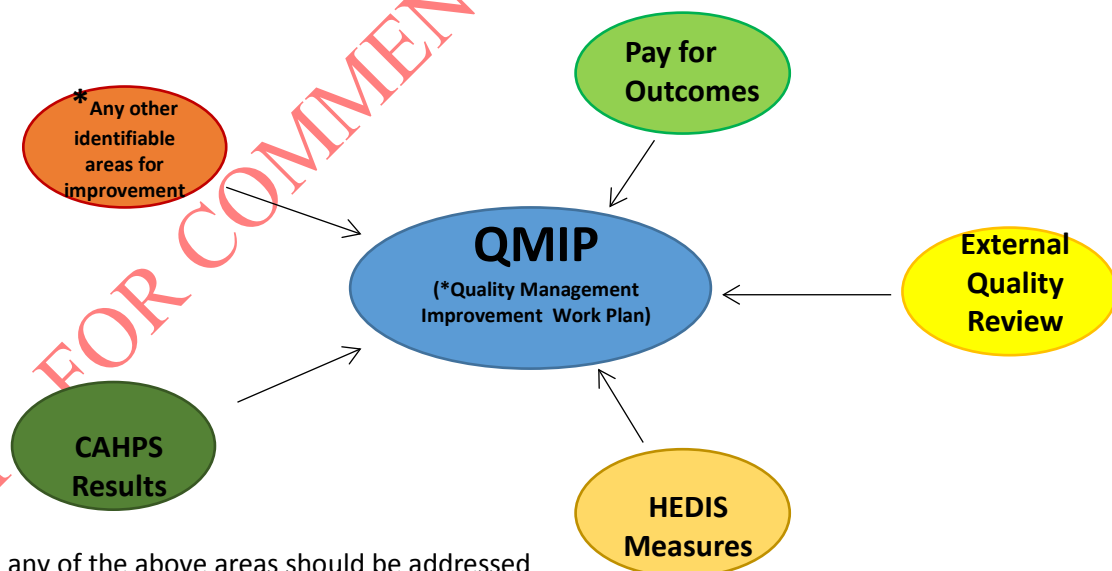 FOR COMMEN
Pay for
Outcomes
*Any other
identifiable
areas for
improvement
QMIP
(*Quality Management
Improvement Work Plan)
External
Quality
Review
CAHPS
Results
HEDIS
Measures
any of the above areas should be addressed